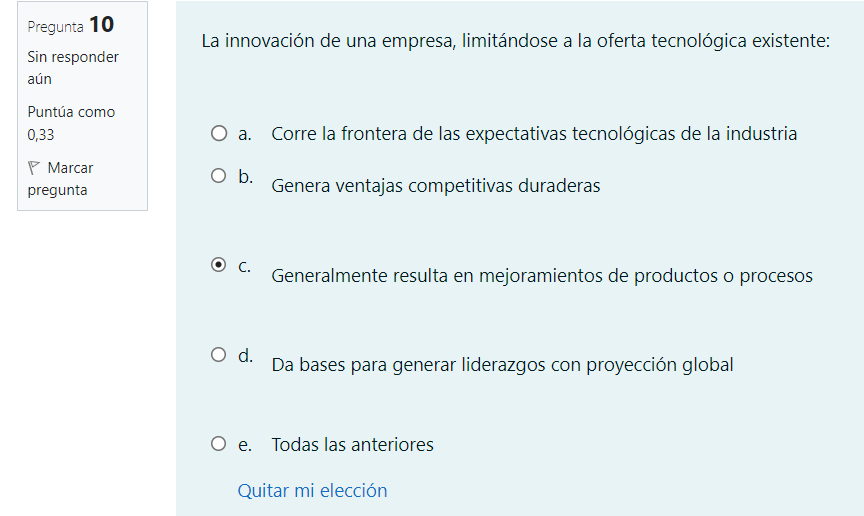 Pregunta 10
Sin responder
aún
Puntúa como
0,33
Marcar
pregunta
La innovación de una empresa, limitándose a la oferta tecnológica existente:
a. Corre la frontera de las expectativas tecnológicas de la industria
b. Genera ventajas competitivas duraderas
c. Generalmente resulta en mejoramientos de productos o procesos
d. Da bases para generar liderazgos con proyección global
e. Todas las anteriores
Quitar mi elección